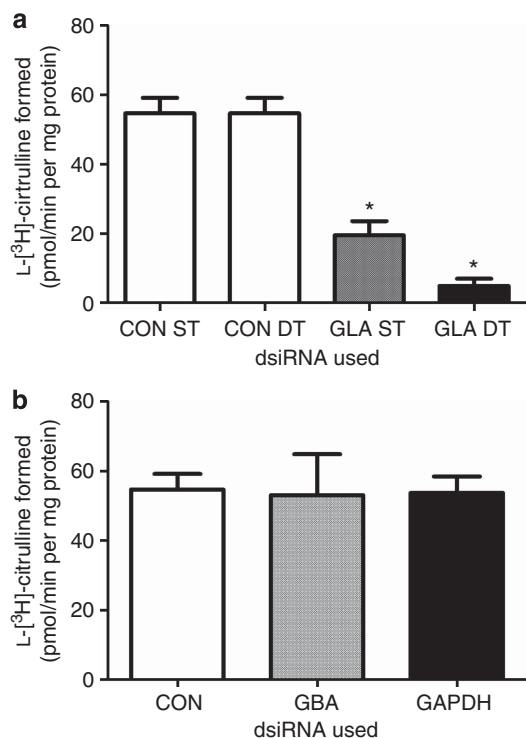 a
L-[³H]-cirtrulline formed
(pmol/min per mg protein)
80
60
40
20
0
*
*
CON ST CON DT GLA ST GLA DT
dsiRNA used
b
L-[³H]-citrulline formed
(pmol/min per mg protein)
80
60
40
20
0
CON GBA GAPDH
dsiRNA used